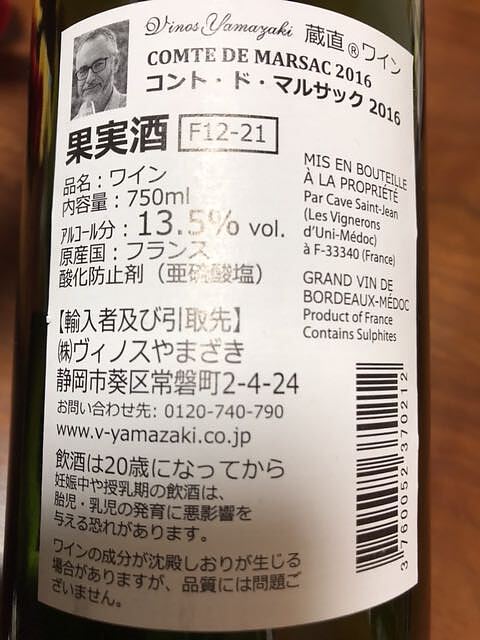 Vinos Yamazaki 蔵直®ワイン
COMTE DE MARSAC 2016
コント・ド・マルサック 2016
果実酒 F12-21
品名：ワイン
内容量：750ml
アルコール分：13.5% vol.
原産国：フランス
酸化防止剤（亜硫酸塩）
MIS EN BOUTEILLE
À LA PROPRIÉTÉ
Par Cave Saint-Jean
(Les Vignerons
d'Uni-Médoc)
à F-33340 (France)
GRAND VIN DE
BORDEAUX-MÉDOC
Product of France
Contains Sulphites
【輸入者及び引取先】
㈱ヴィノスやまざき
静岡市葵区常磐町2-4-24
お問い合わせ先: 0120-740-790
www.v-yamazaki.co.jp
飲酒は20歳になってから
妊娠中や授乳期の飲酒は、
胎児・乳児の発育に悪影響を
与える恐れがあります。
ワインの成分が沈殿しおりが生じる
場合がありますが、品質には問題ご
ざいません。
3 760052 370212